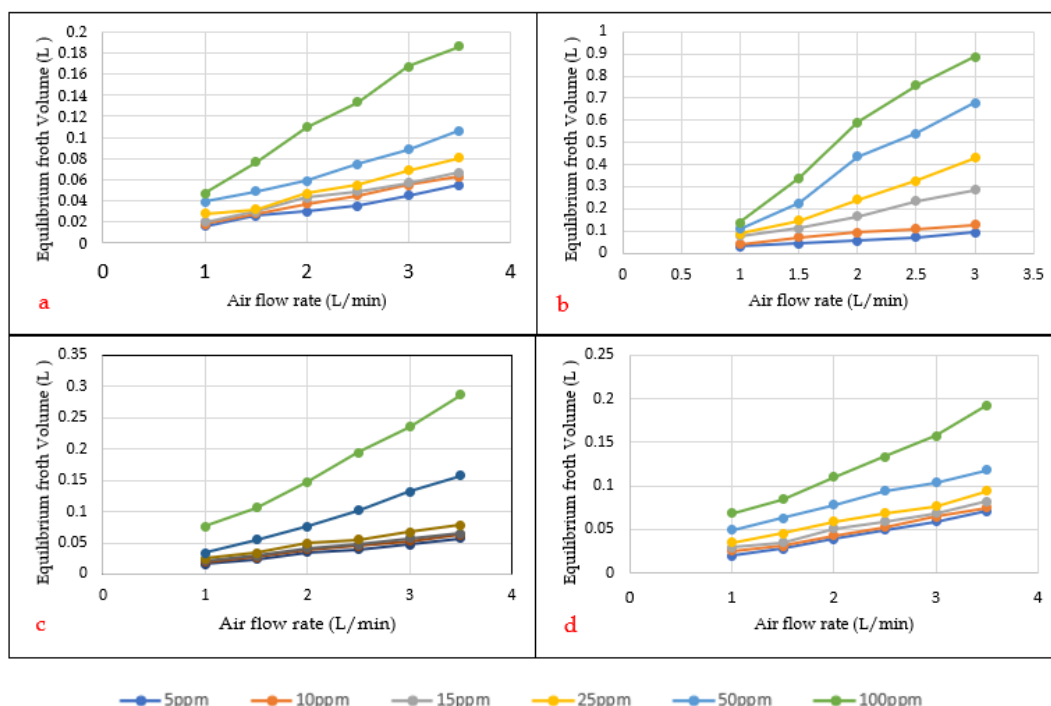 0.2
0.18
0.16
0.14
0.12
0.1
0.08
0.06
0.04
0.02
0
Equilibrium froth Volume (L )
0 1 2 3 4
Air flow rate (L/min)
a
1
0.9
0.8
0.7
0.6
0.5
0.4
0.3
0.2
0.1
0
Equilibrium froth Volume (L )
0 0.5 1 1.5 2 2.5 3 3.5
Air flow rate (L/min)
b
0.35
0.3
0.25
0.2
0.15
0.1
0.05
0
Equilibrium froth Volume (L )
0 1 2 3 4
Air flow rate (L/min)
c
0.25
0.2
0.15
0.1
0.05
0
Equilibrium froth Volume (L )
0 1 2 3 4
Air flow rate (L/min)
d
5ppm 10ppm 15ppm 25ppm 50ppm 100ppm